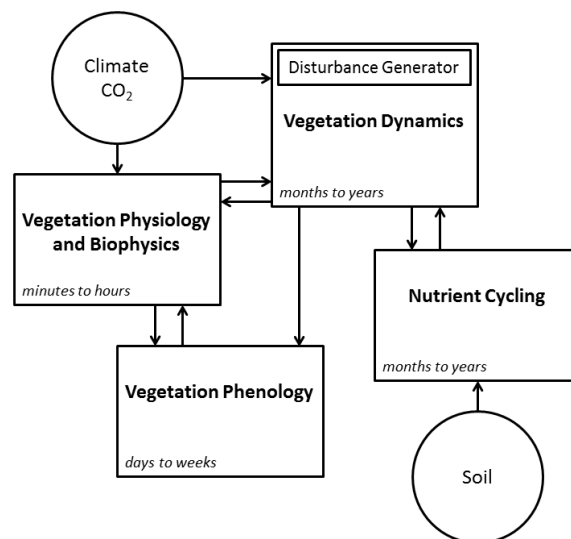 Climate
CO₂
Disturbance Generator
Vegetation Dynamics
months to years
Vegetation Physiology
and Biophysics
minutes to hours
Nutrient Cycling
months to years
Vegetation Phenology
days to weeks
Soil